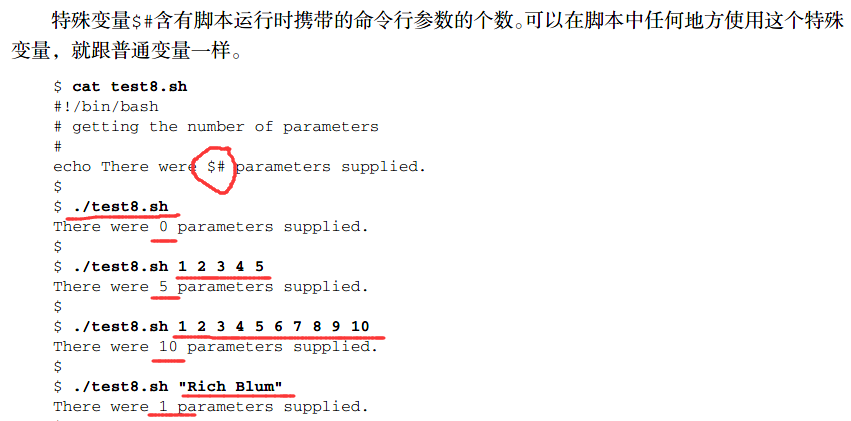 特殊变量$#含有脚本运行时携带的命令行参数的个数。可以在脚本中任何地方使用这个特殊
变量，就跟普通变量一样。
$ cat test8.sh
#!/bin/bash
# getting the number of parameters
#
echo There were $# parameters supplied.
$
$ ./test8.sh
There were 0 parameters supplied.
$
$ ./test8.sh 1 2 3 4 5
There were 5 parameters supplied.
$
$ ./test8.sh 1 2 3 4 5 6 7 8 9 10
There were 10 parameters supplied.
$
$ ./test8.sh "Rich Blum"
There were 1 parameters supplied.